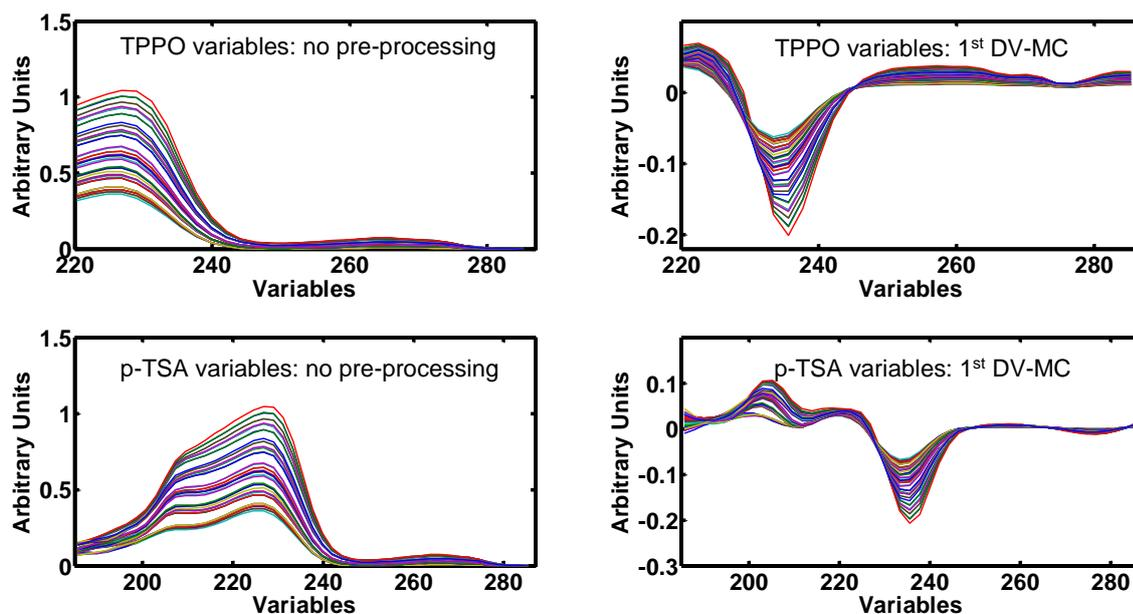 TPPO variables: no pre-processing
Arbitrary Units
1.5
1
0.5
0
220 240 260 280
Variables
TPPO variables: 1st DV-MC
Arbitrary Units
0
-0.1
-0.2
220 240 260 280
Variables
p-TSA variables: no pre-processing
Arbitrary Units
1.5
1
0.5
0
200 220 240 260 280
Variables
p-TSA variables: 1st DV-MC
Arbitrary Units
0.1
0
-0.1
-0.2
-0.3
200 220 240 260 280
Variables